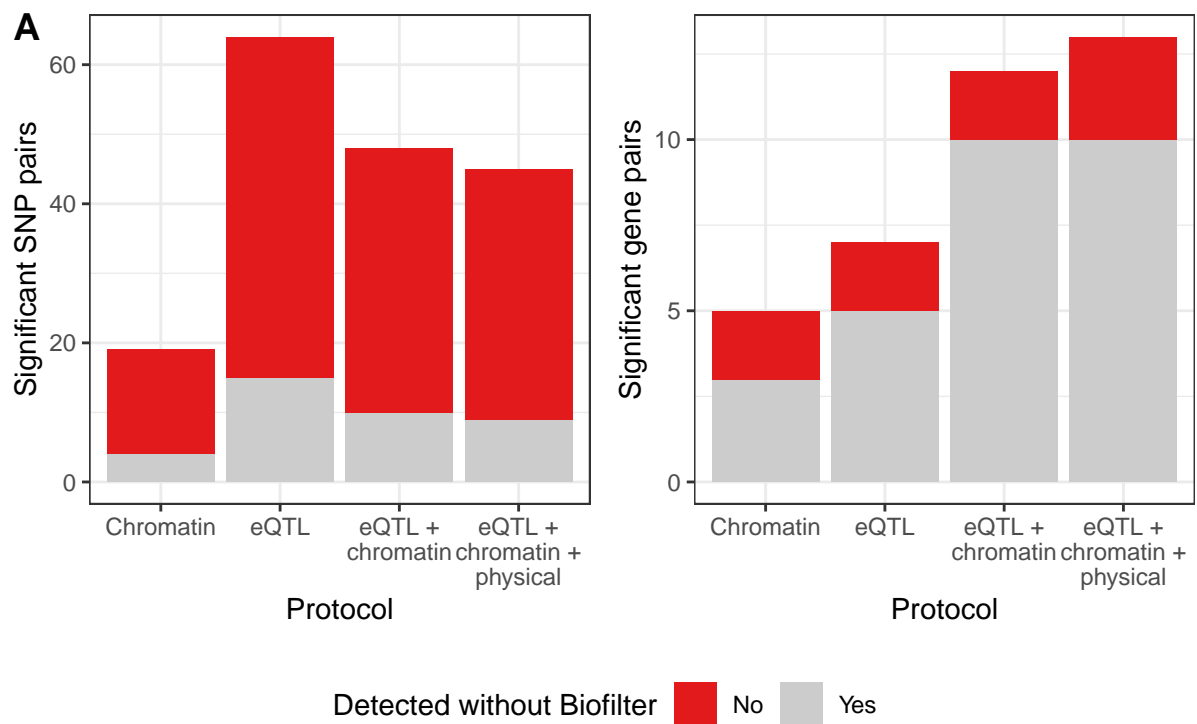 A
Significant SNP pairs
60
40
20
0
Chromatin
eQTL
eQTL +
chromatin
eQTL +
chromatin +
physical
Protocol
Significant gene pairs
10
5
0
Chromatin
eQTL
eQTL +
chromatin
eQTL +
chromatin +
physical
Protocol
Detected without Biofilter No Yes